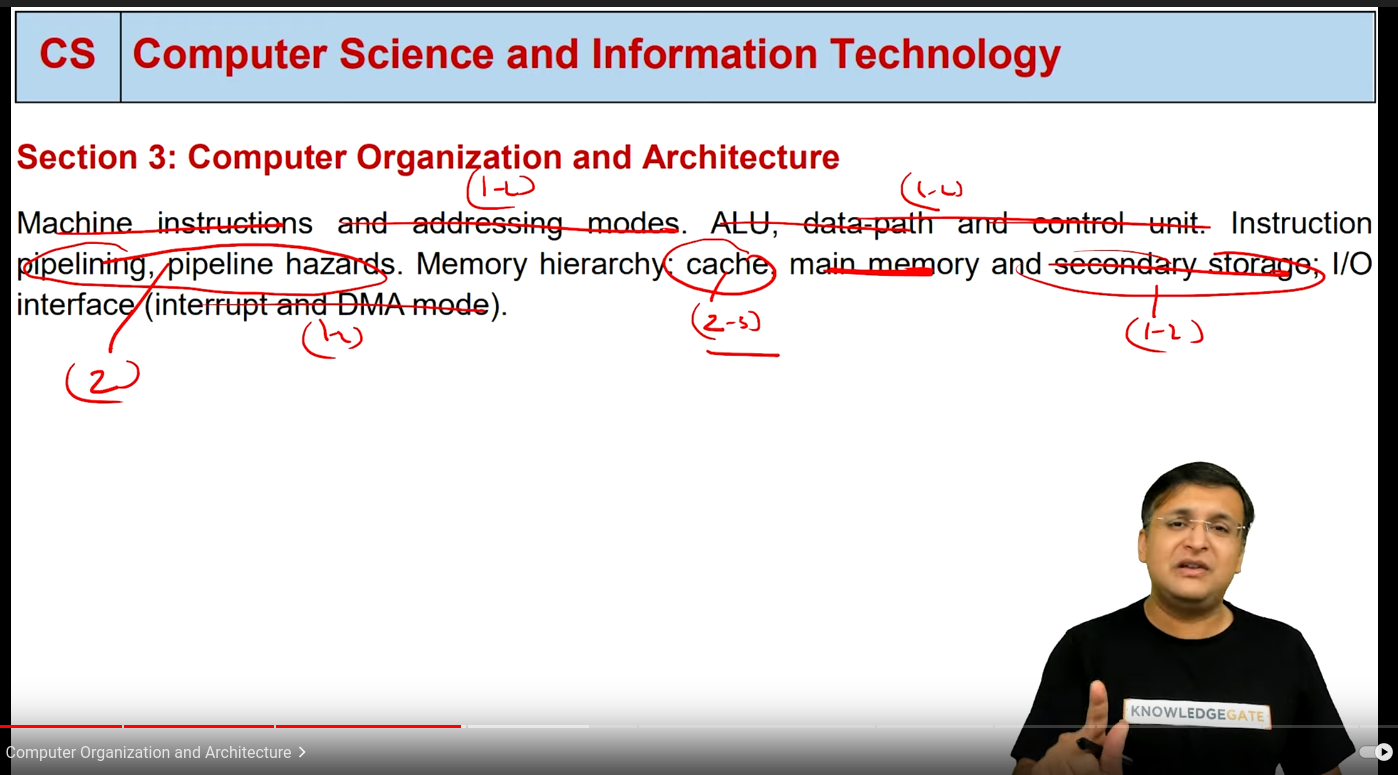 CS Computer Science and Information Technology
Section 3: Computer Organization and Architecture
(1-2) (1-2)
Machine instructions and addressing modes. ALU, data-path and control unit. Instruction
pipelining, pipeline hazards. Memory hierarchy: cache, main memory and secondary storage; I/O
interface (interrupt and DMA mode).
(1-2) (2-3) (1-2)
(2)
KNOWLEDGEGATE
Computer Organization and Architecture